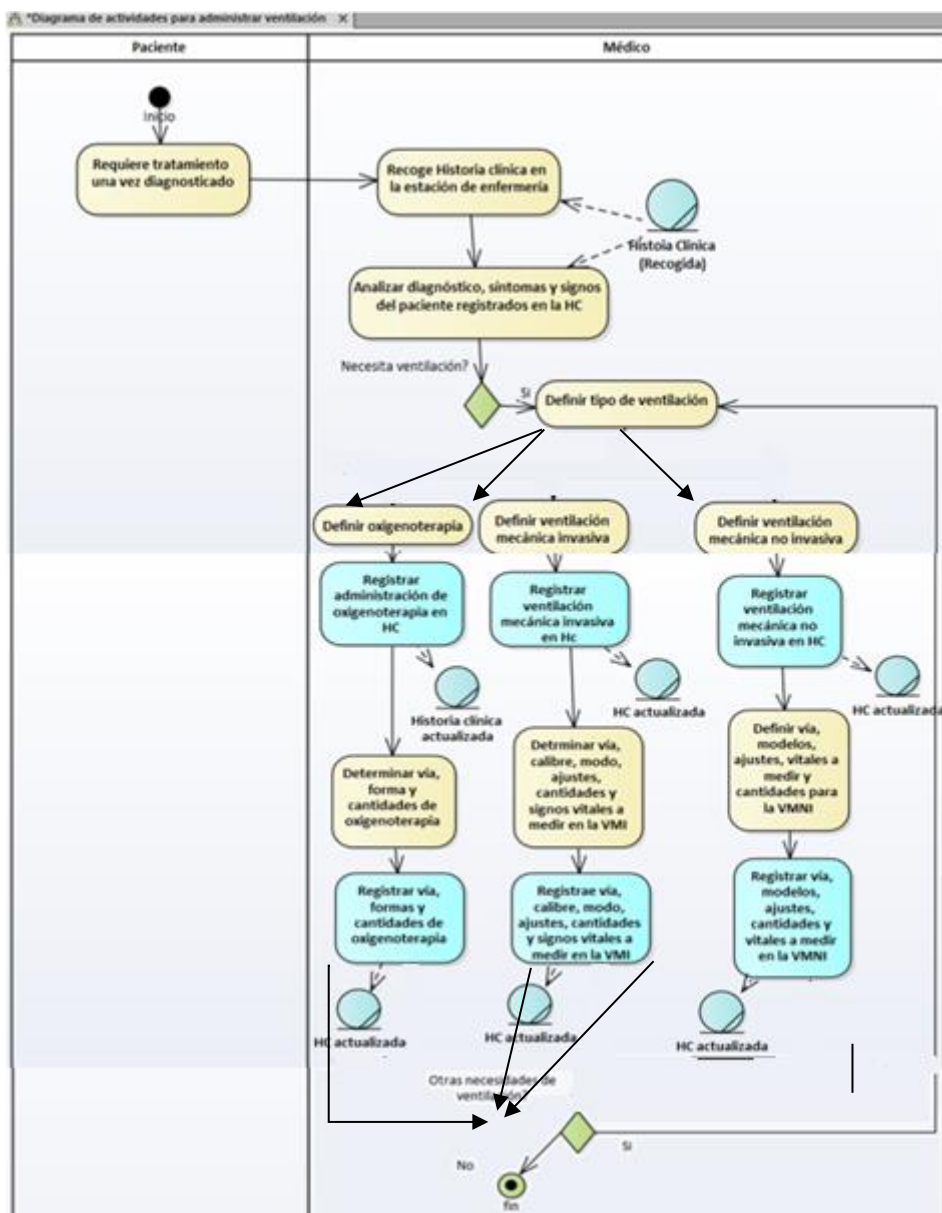 *Diagrama de actividades para administrar ventilación X
Paciente
Médico
Inicio
Requiere tratamiento
una vez diagnosticado
Recoge Historia clínica en
la estación de enfermería
Histoia Clínica
(Recogida)
Analizar diagnóstico, síntomas y signos
del paciente registrados en la HC
Necesita ventilación?
Si
Definir tipo de ventilación
Definir oxigenoterapia
Definir ventilación
mecánica invasiva
Definir ventilación
mecánica no invasiva
Registrar
administración de
oxigenoterapia en
HC
Registrar
ventilación
mecánica invasiva
en Hc
Registrar
ventilación
mecánica no
invasiva en HC
Historia clínica
actualizada
HC actualizada
HC actualizada
Determinar vía,
forma y
cantidades de
oxigenoterapia
Detrminar vía,
calibre, modo,
ajustes,
cantidades y
signos vitales a
medir en la VMI
Definir vía,
modelos,
ajustes, vitales a
medir y
cantidades para
la VMNI
Registrar vía,
formas y
cantidades de
oxigenoterapia
Registrae vía,
calibre, modo,
ajustes, cantidades
y signos vitales a
medir en la VMI
Registrar vía,
modelos,
ajustes,
cantidades y
vitales a medir
en la VMNI
HC actualizada
HC actualizada
HC actualizada
Otras necesidades de
ventilación?
Si
No
fin